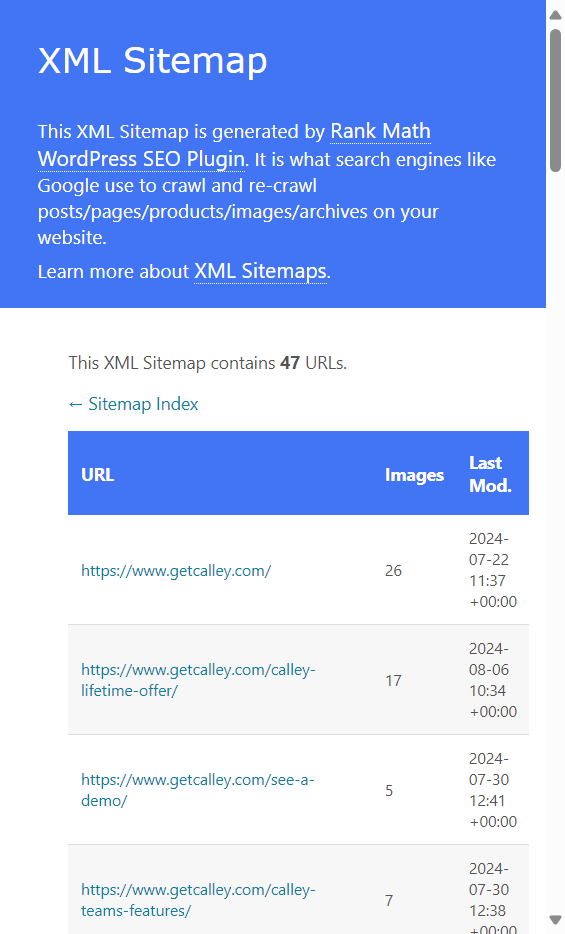 XML Sitemap
This XML Sitemap is generated by Rank Math
WordPress SEO Plugin. It is what search engines like
Google use to crawl and re-crawl
posts/pages/products/images/archives on your
website.
Learn more about XML Sitemaps.
This XML Sitemap contains 47 URLs.
← Sitemap Index
URL Images Last
Mod.
https://www.getcalley.com/ 26 2024-
07-22
11:37
+00:00
https://www.getcalley.com/calley-
lifetime-offer/ 17 2024-
08-06
10:34
+00:00
https://www.getcalley.com/see-a-
demo/ 5 2024-
07-30
12:41
+00:00
https://www.getcalley.com/calley-
teams-features/ 7 2024-
07-30
12:38
+00:00